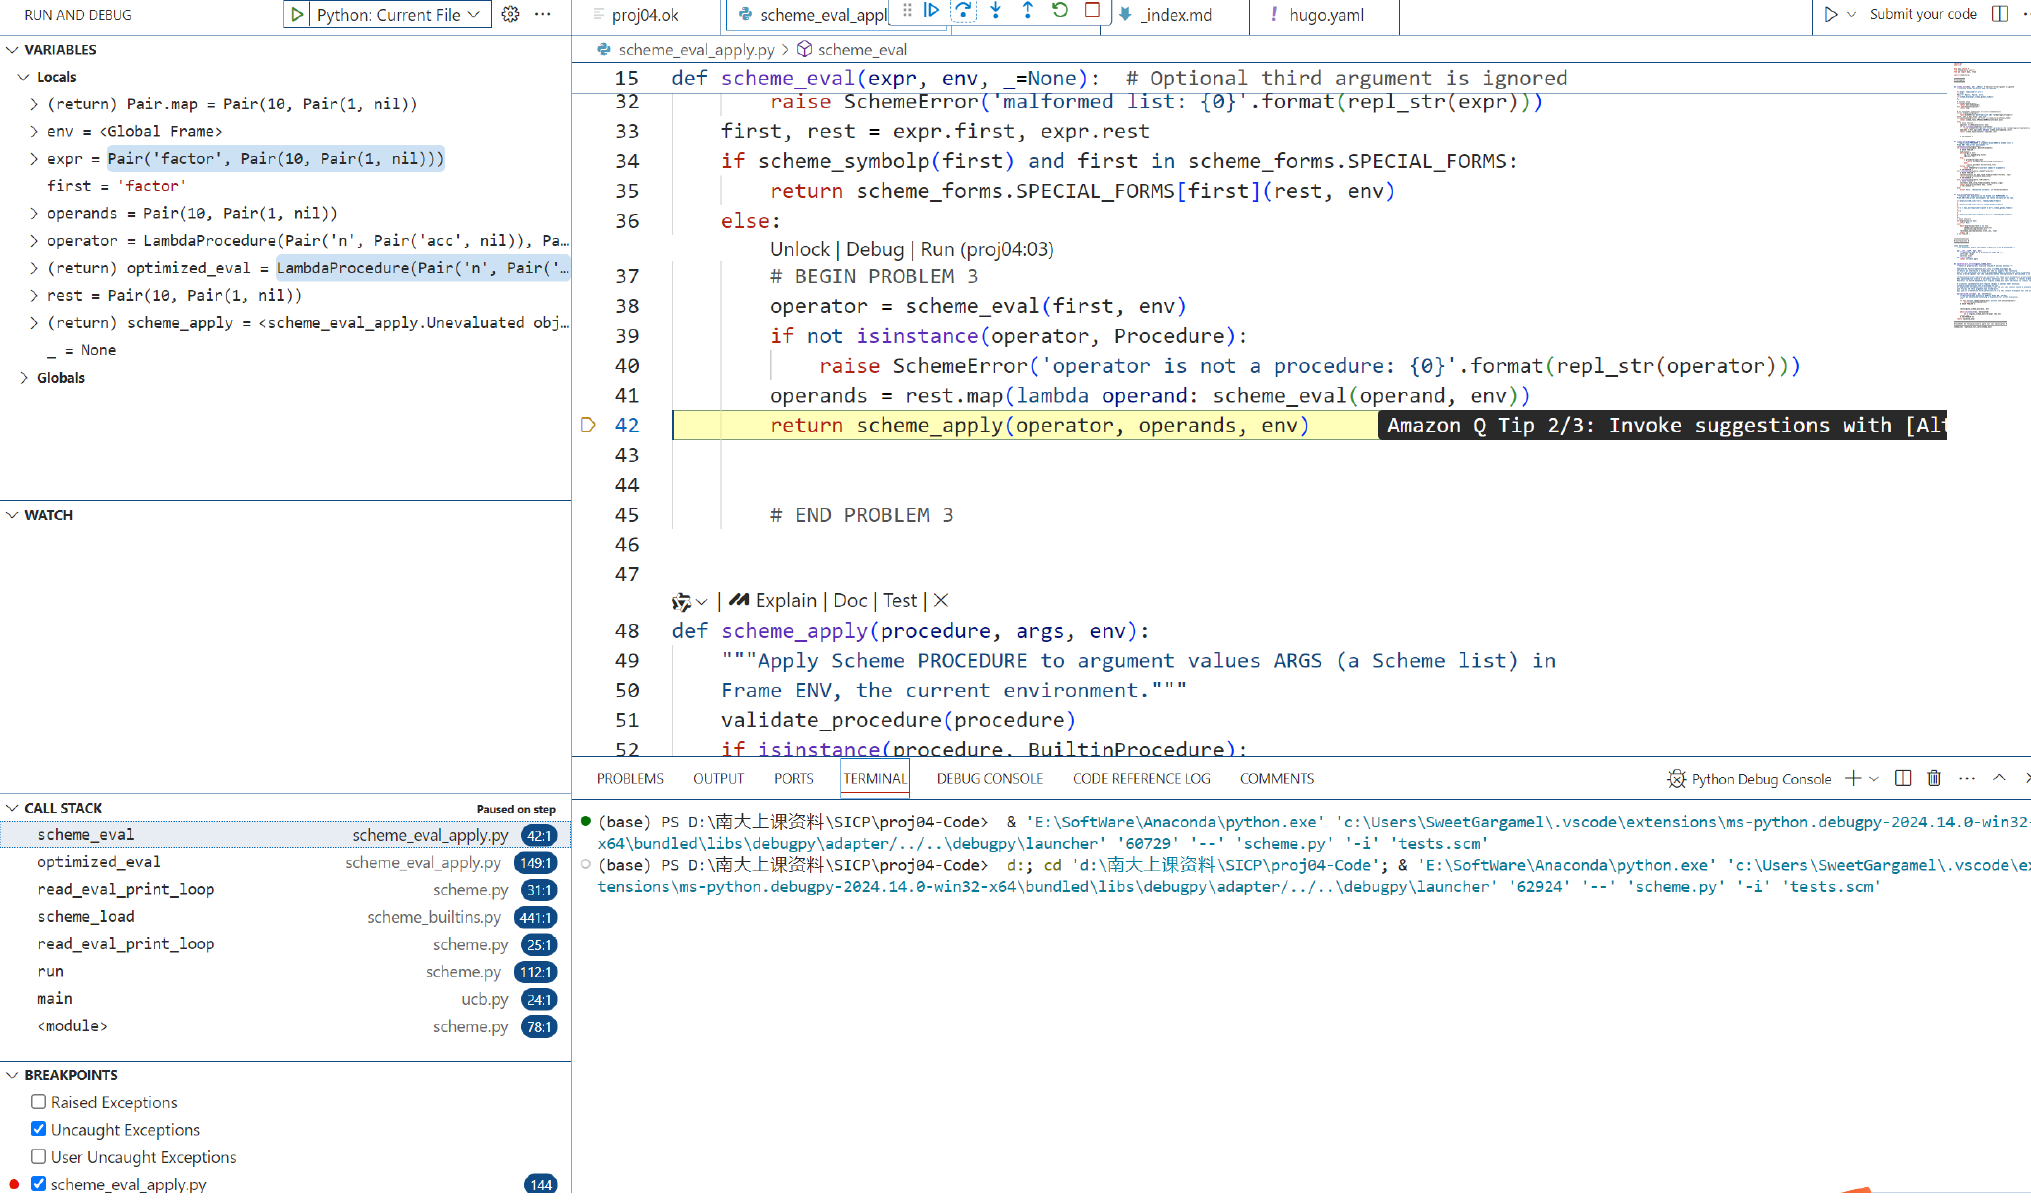 RUN AND DEBUG
Python: Current File
VARIABLES
Locals
(return) Pair.map = Pair(10, Pair(1, nil))
env = <Global Frame>
expr = Pair('factor', Pair(10, Pair(1, nil)))
first = 'factor'
operands = Pair(10, Pair(1, nil))
operator = LambdaProcedure(Pair('n', Pair('acc', nil)), Pa…
(return) optimized_eval = LambdaProcedure(Pair('n', Pair('…
rest = Pair(10, Pair(1, nil))
(return) scheme_apply = <scheme_eval_apply.Unevaluated obj…
_ = None
Globals
WATCH
CALL STACK
Paused on step
scheme_eval scheme_eval_apply.py 42:1
optimized_eval scheme_eval_apply.py 149:1
read_eval_print_loop scheme.py 31:1
scheme_load scheme_builtins.py 441:1
read_eval_print_loop scheme.py 25:1
run scheme.py 112:1
main ucb.py 24:1
<module> scheme.py 78:1
BREAKPOINTS
Raised Exceptions
Uncaught Exceptions
User Uncaught Exceptions
scheme_eval_apply.py 144
proj04.ok
scheme_eval_appl
_index.md
! hugo.yaml
Submit your code
scheme_eval_apply.py > scheme_eval
15 def scheme_eval(expr, env, _=None):  # Optional third argument is ignored
32 raise SchemeError('malformed list: {0}'.format(repl_str(expr)))
33 first, rest = expr.first, expr.rest
34 if scheme_symbolp(first) and first in scheme_forms.SPECIAL_FORMS:
35 return scheme_forms.SPECIAL_FORMS[first](rest, env)
36 else:
Unlock | Debug | Run (proj04:03)
37 # BEGIN PROBLEM 3
38 operator = scheme_eval(first, env)
39 if not isinstance(operator, Procedure):
40 raise SchemeError('operator is not a procedure: {0}'.format(repl_str(operator)))
41 operands = rest.map(lambda operand: scheme_eval(operand, env))
42 return scheme_apply(operator, operands, env) Amazon Q Tip 2/3: Invoke suggestions with [Alt
43
44
45 # END PROBLEM 3
46
47
| Explain | Doc | Test | X
48 def scheme_apply(procedure, args, env):
49 """Apply Scheme PROCEDURE to argument values ARGS (a Scheme list) in
50 Frame ENV, the current environment."""
51 validate_procedure(procedure)
52 if isinstance(procedure, BuiltinProcedure):
PROBLEMS OUTPUT PORTS TERMINAL DEBUG CONSOLE CODE REFERENCE LOG COMMENTS
Python Debug Console
(base) PS D:\南大上课资料\SICP\proj04-Code>  & 'E:\SoftWare\Anaconda\python.exe' 'c:\Users\SweetGargamel\.vscode\extensions\ms-python.debugpy-2024.14.0-win32-
x64\bundled\libs\debugpy\adapter/../..\debugpy\launcher' '60729' '--' 'scheme.py' '-i' 'tests.scm'
(base) PS D:\南大上课资料\SICP\proj04-Code>  d:; cd 'd:\南大上课资料\SICP\proj04-Code'; & 'E:\SoftWare\Anaconda\python.exe' 'c:\Users\SweetGargamel\.vscode\ex
tensions\ms-python.debugpy-2024.14.0-win32-x64\bundled\libs\debugpy\adapter/../..\debugpy\launcher' '62924' '--' 'scheme.py' '-i' 'tests.scm'